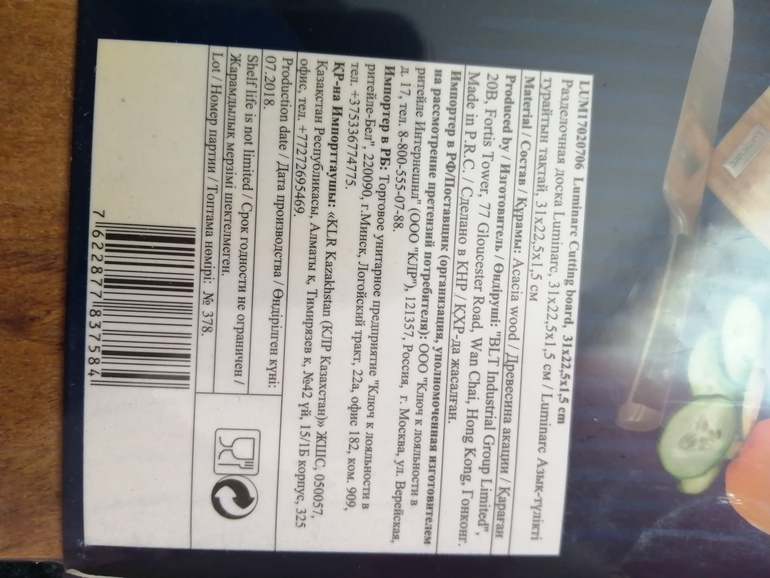 LUM17020706 Luminarc Cutting board, 31x22,5x1,5 cm
Разделочная доска Luminarc, 31x22,5x1,5 см / Luminarc Азық-түлікті
турайтын тақтай, 31x22,5x1,5 см
Material / Состав / Құрамы: Acacia wood / Древесина акации / Қараған
Produced by / Изготовитель / Өндіруші: "BLT Industrial Group Limited",
20B, Fortis Tower, 77 Gloucester Road, Wan Chai, Hong Kong, Гонконг.
Made in P.R.C. / Сделано в КНР / ҚХР-да жасалған.
Импортер в РФ/Поставщик (организация, уполномоченная изготовителем
на рассмотрение претензий потребителя): ООО "Ключ к лояльности в
ритейле Интернешнл" (ООО "КЛР"), 121357, Россия, г. Москва, ул. Верейская,
д. 17, тел. 8-800-555-07-88.
Импортер в РБ: Торговое унитарное предприятие "Ключ к лояльности в
ритейле-Бел", 220090, г.Минск, Логойский тракт, 22а, офис 182, ком. 909,
тел. +375336774775.
ҚР-на Импорттаушы: «KLR Kazakhstan (КЛР Казахстан)» ЖШС, 050057,
Қазақстан Республикасы, Алматы қ, Тимирязев к, №42 үй, 15/1Б корпус, 325
офис, тел. +77272695469.
Production date / Дата производства / Өндірілген күні:
07.2018.
Shelf life is not limited / Срок годности не ограничен /
Жарамдылық мерзімі шектелмеген.
Lot / Номер партии / Топтама номірі: № 378.
7 622877 837584
Luminarc